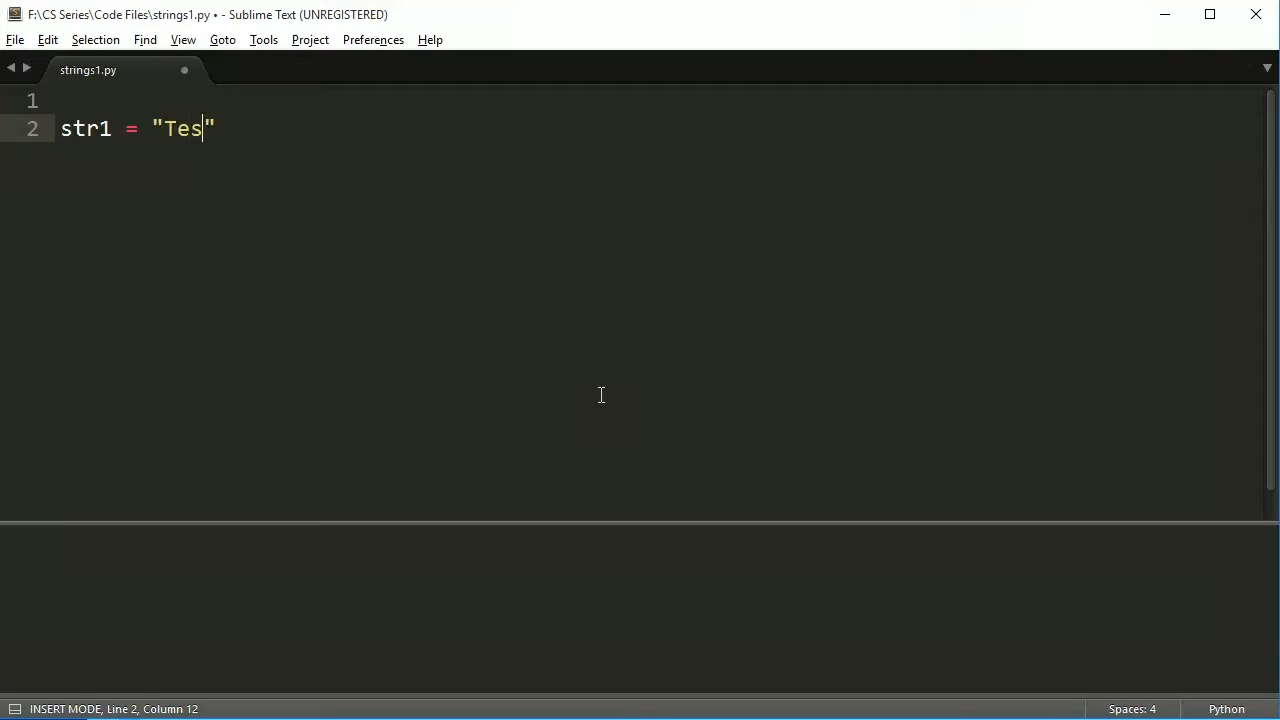 F:\CS Series\Code Files\strings1.py • - Sublime Text (UNREGISTERED)
File Edit Selection Find View Goto Tools Project Preferences Help
strings1.py
1
2 str1 = "Tes"
INSERT MODE, Line 2, Column 12 Spaces: 4 Python